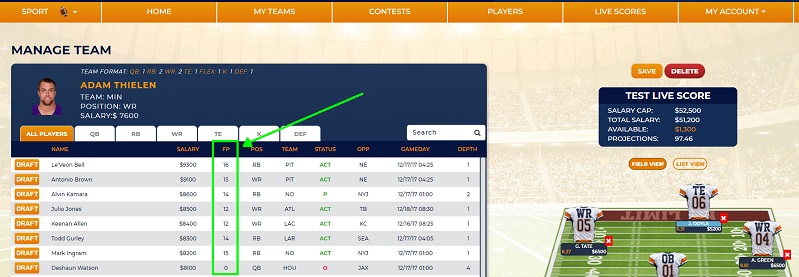 SPORT HOME MY TEAMS CONTESTS PLAYERS LIVE SCORES MY ACCOUNT
MANAGE TEAM
TEAM FORMAT: QB: 1 RB: 2 WR: 2 TE: 1 FLEX: 1 K: 1 DEF: 1
ADAM THIELEN
TEAM: MIN
POSITION: WR
SALARY:$ 7600
ALL PLAYERS QB RB WR TE K DEF Search
NAME SALARY FP POS TEAM STATUS OPP GAMEDAY DEPTH
DRAFT Le'Veon Bell $9300 16 RB PIT ACT NE 12/17/17 04:25 1
DRAFT Antonio Brown $9100 15 WR PIT ACT NE 12/17/17 04:25 1
DRAFT Alvin Kamara $8600 14 RB NO P NYJ 12/17/17 01:00 2
DRAFT Julio Jones $8500 12 WR ATL ACT TB 12/18/17 08:30 1
DRAFT Keenan Allen $8400 12 WR LAC ACT KC 12/16/17 08:25 1
DRAFT Todd Gurley $8300 14 RB LAR ACT SEA 12/17/17 04:05 1
DRAFT Mark Ingram $8200 15 RB NO ACT NYJ 12/17/17 01:00 1
DRAFT Deshaun Watson $8100 0 QB HOU O JAX 12/17/17 01:00 4
SAVE DELETE
TEST LIVE SCORE
SALARY CAP: $52,500
TOTAL SALARY: $51,200
AVAILABLE: $1,300
PROJECTIONS: 97.46
FIELD VIEW LIST VIEW
TE
06
J. DOYLE
$5200
WR
05
G. TATE
8.37 $6500
WR
04
A. GREEN
9.81 $6500
QB
01